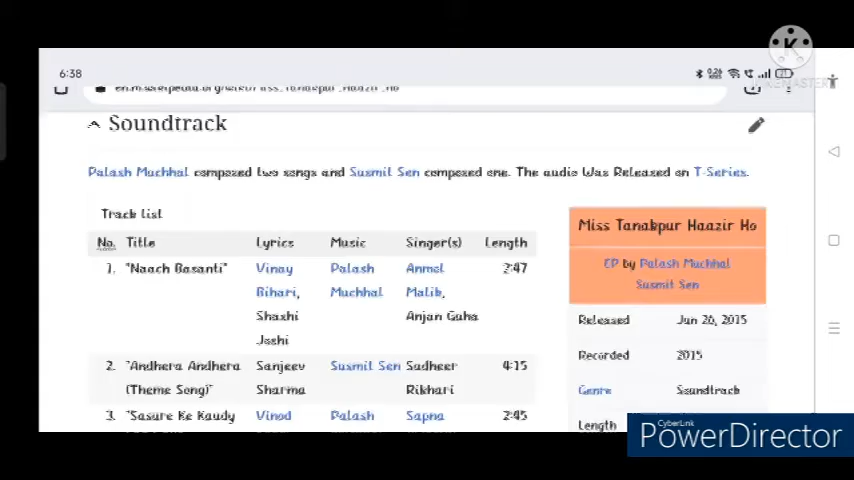 6:38
Soundtrack
Palash Muchhal composed two songs and Susmit Sen composed one. The audio Was Released on T-Series.
Track list
No. Title Lyrics Music Singer(s) Length
1. "Naach Basanti" Vinay Bihari, Shashi Joshi Palash Muchhal Anmol Malik, Anjan Gaha 2:47
2. "Andhera Andhera (Theme Song)" Sanjeev Sharma Susmit Sen Sudheer Rikhari 4:15
3. "Sasure Ke Kaudy Vinod Palash Sapna 2:45
Miss Tanakpur Haazir Ho
EP by Palash Muchhal
Susmit Sen
Released Jun 26, 2015
Recorded 2015
Genre Soundtrack
Length
CyberLink
PowerDirector